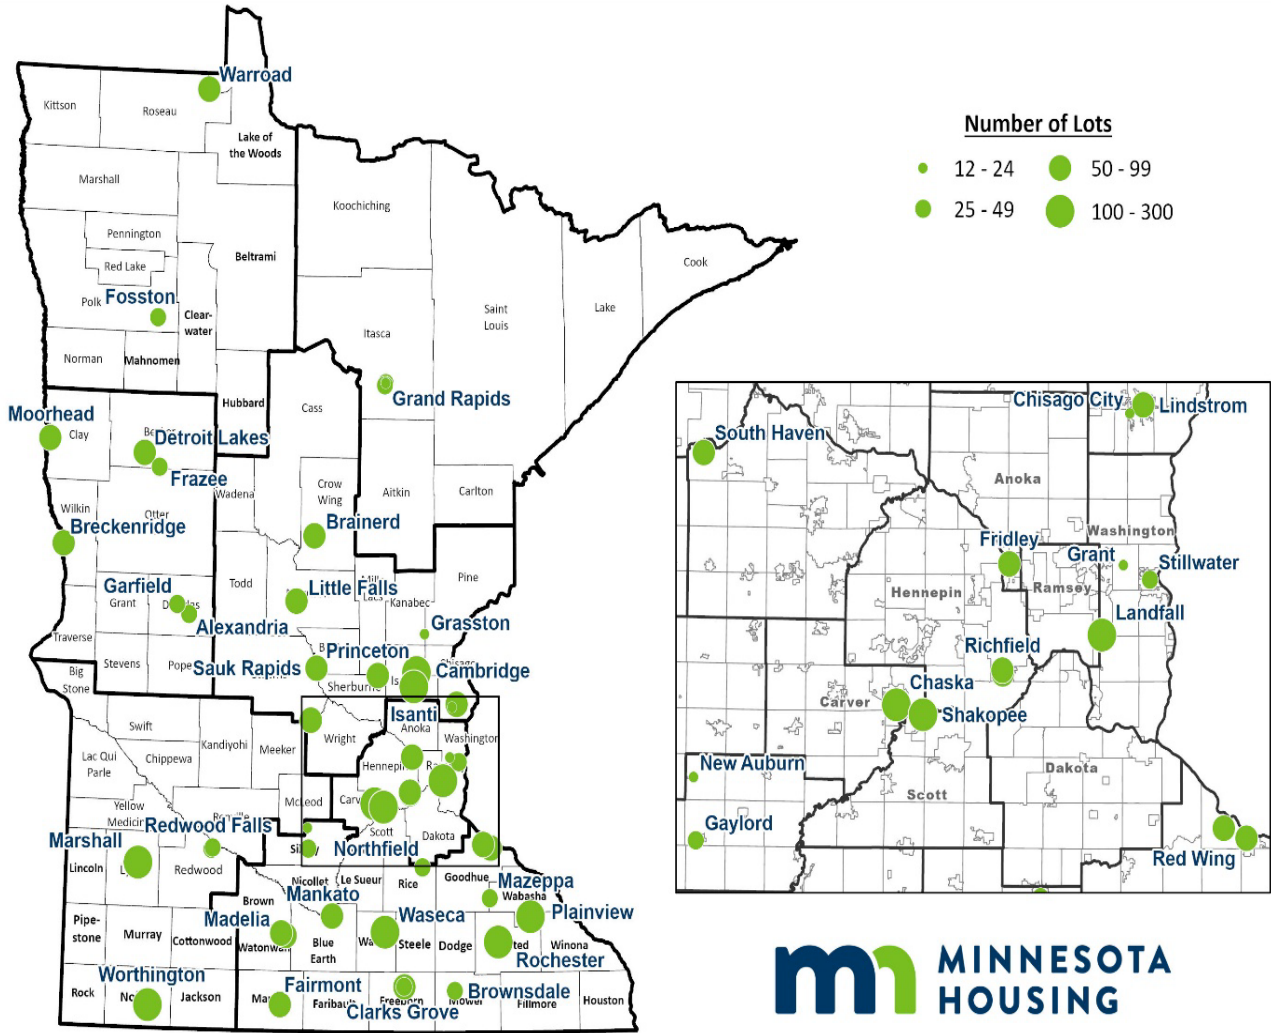 Warroad
Kittson
Roseau
Lake of
the Woods
Marshall
Koochiching
Pennington
Beltrami
Red Lake
Cook
Polk
Fosston
Clear-
water
Saint
Louis
Lake
Itasca
Norman
Mahnomen
Hubbard
Cass
Grand Rapids
Moorhead
Clay
Detroit Lakes
Frazee
Wadena
Crow
Wing
Aitkin
Carlton
Wilkin
Otter
Breckenridge
Brainerd
Pine
Todd
Garfield
Grant
Little Falls
Kanabec
Alexandria
Grasston
Traverse
Stevens
Pope
Sauk Rapids
Princeton
Sherburne
Cambridge
Big
Stone
Isanti
Swift
Anoka
Kandiyohi
Meeker
Wright
Washington
Lac Qui
Parle
Chippewa
Hennepin
McLeod
Carv
Yellow
Medicin
Redwood Falls
Scott
Dakota
Marshall
Northfield
Lincoln
Redwood
Nicollet
Le Sueur
Rice
Goodhue
Mazeppa
Wabasha
Brown
Mankato
Madelia
Waseca
Plainview
Pipe-
stone
Murray
Cottonwood
Watonwan
Blue
Earth
Steele
Dodge
Winona
Rochester
Worthington
Fairmont
Rock
Jackson
Faribault
Freeborn
Clarks Grove
Brownsdale
Mower
Fillmore
Houston
Number of Lots
12 - 24
50 - 99
25 - 49
100 - 300
Chisago City
Lindstrom
South Haven
Anoka
Washington
Fridley
Grant
Stillwater
Hennepin
Ramsey
Landfall
Richfield
Chaska
Carver
Shakopee
New Auburn
Dakota
Scott
Gaylord
Red Wing
mn
MINNESOTA
HOUSING